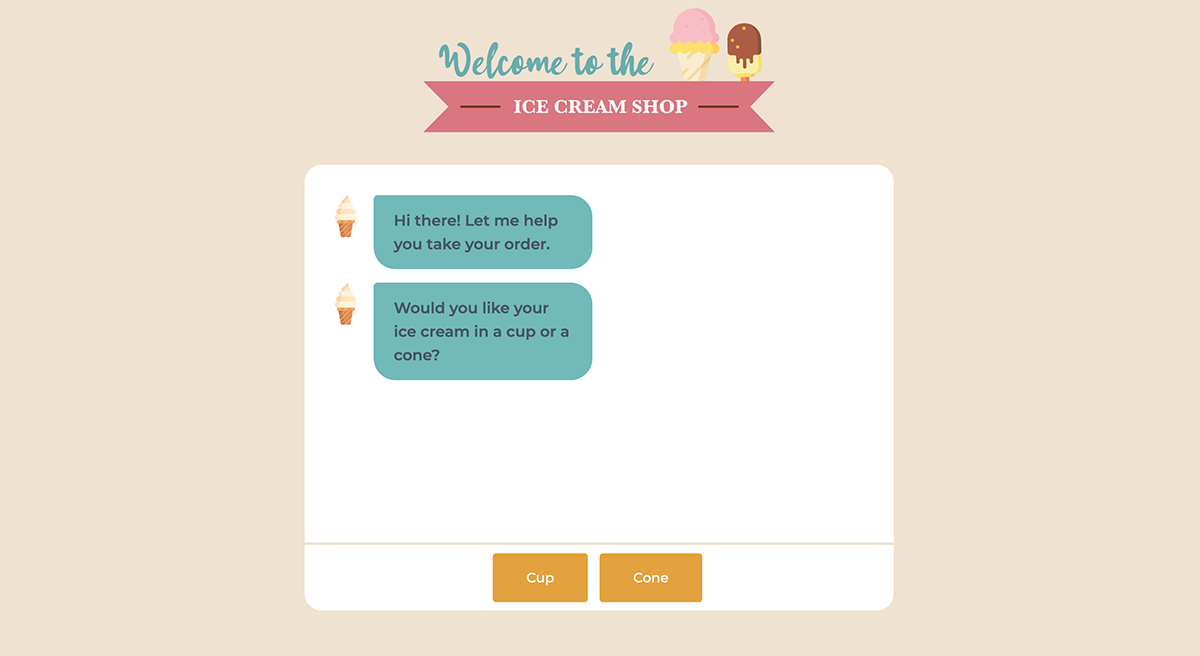 Welcome to the
ICE CREAM SHOP
Hi there! Let me help
you take your order.
Would you like your
ice cream in a cup or a
cone?
Cup
Cone